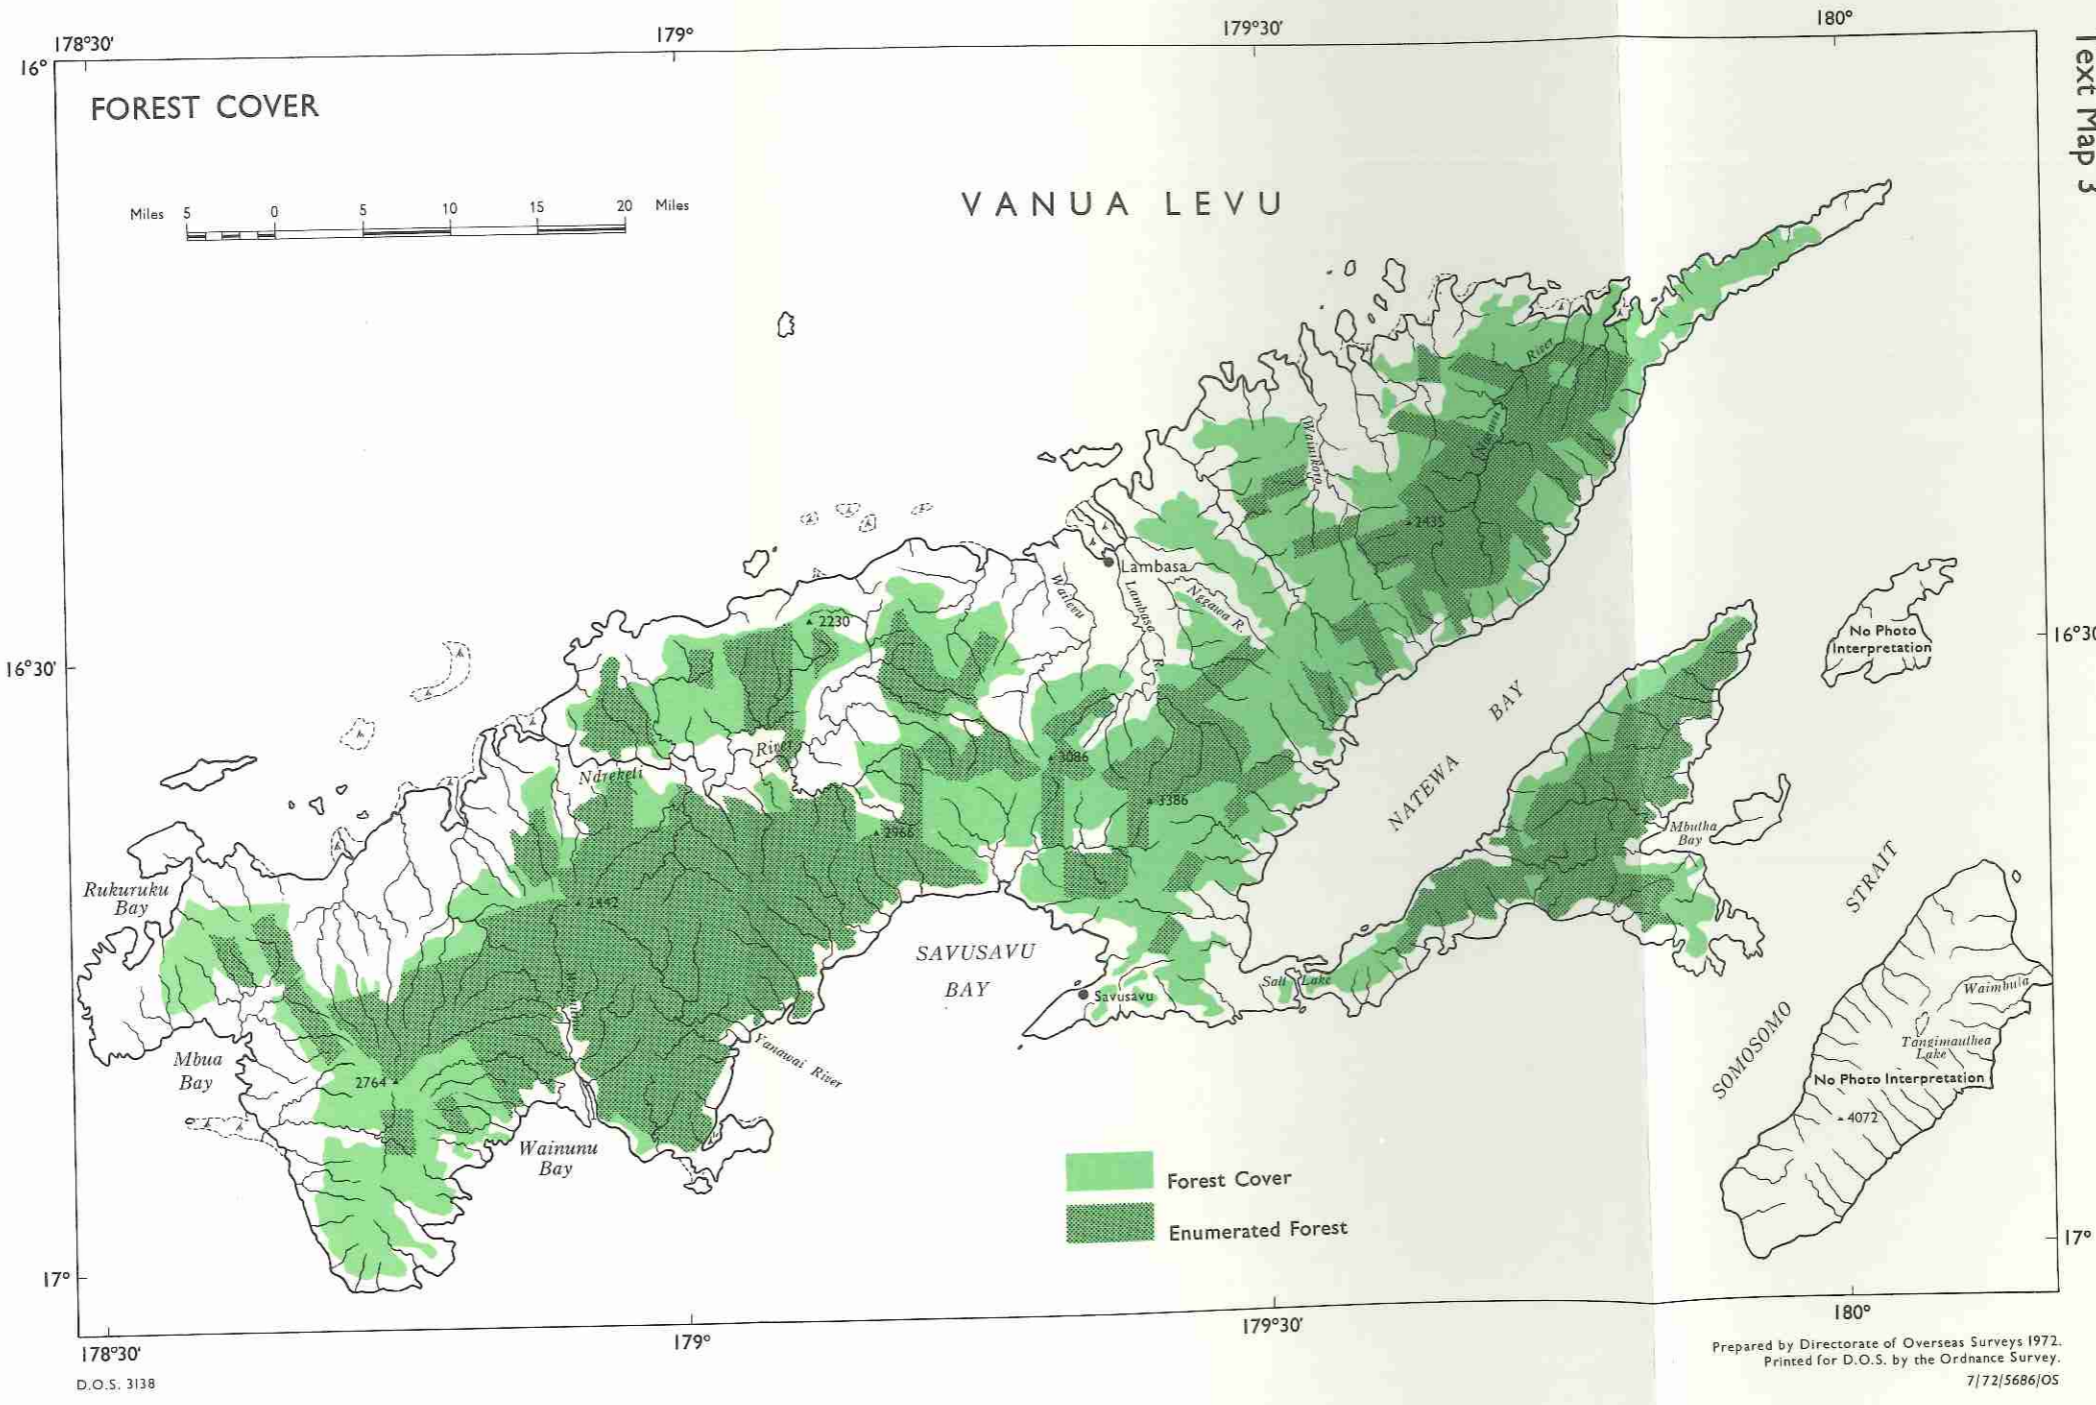 178°30'
179°
179°30'
180°
16°
FOREST COVER
Text Map 3
Miles 5 0 5 10 15 20 Miles
VANUA LEVU
River
Wainikoro
2435
Lambasa
Wailevu
Lambasa R.
Nggawa R.
2230
No Photo
Interpretation
16°30'
16°30
BAY
NATEWA
River
Ndreketi
3086
3386
2966
Mbutha
Bay
STRAIT
Rukuruku
Bay
2442
SAVUSAVU
BAY
Salt Lake
Savusavu
Waimbula
SOMOSOMO
Tangimauthea
Lake
Yanawai River
Mbua
Bay
2764
No Photo Interpretation
4072
Wainunu
Bay
Forest Cover
Enumerated Forest
17°
17°
178°30'
179°
179°30'
180°
Prepared by Directorate of Overseas Surveys 1972.
Printed for D.O.S. by the Ordnance Survey.
7/72/5686/OS
D.O.S. 3138